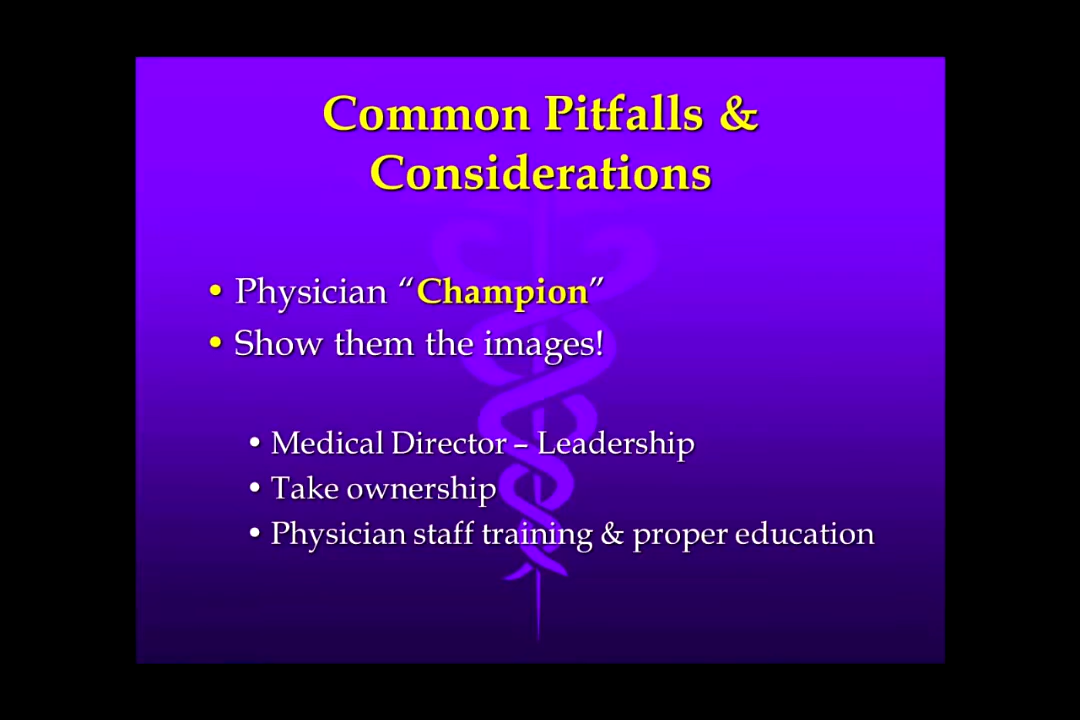 Common Pitfalls &
Considerations
• Physician “Champion”
• Show them the images!
• Medical Director – Leadership
• Take ownership
• Physician staff training & proper education